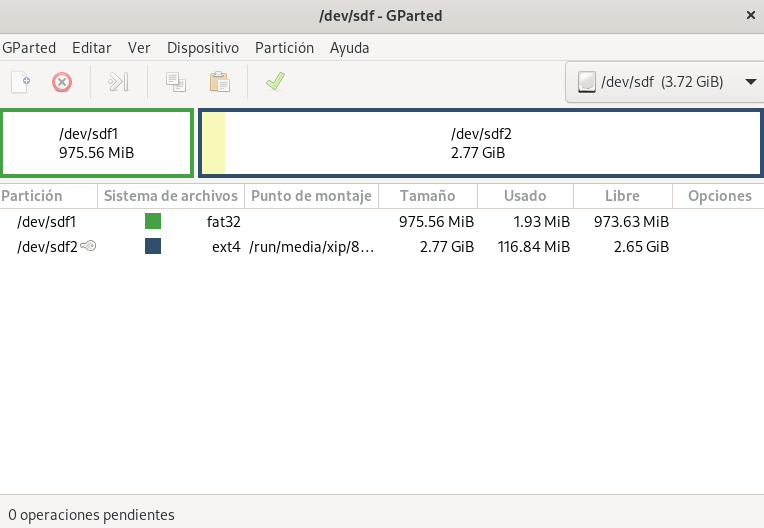 /dev/sdf - GParted
GParted Editar Ver Dispositivo Partición Ayuda
/dev/sdf (3.72 GiB)
/dev/sdf1
975.56 MiB
/dev/sdf2
2.77 GiB
Partición Sistema de archivos Punto de montaje Tamaño Usado Libre Opciones
/dev/sdf1 fat32 975.56 MiB 1.93 MiB 973.63 MiB
/dev/sdf2 ext4 /run/media/xip/8... 2.77 GiB 116.84 MiB 2.65 GiB
0 operaciones pendientes